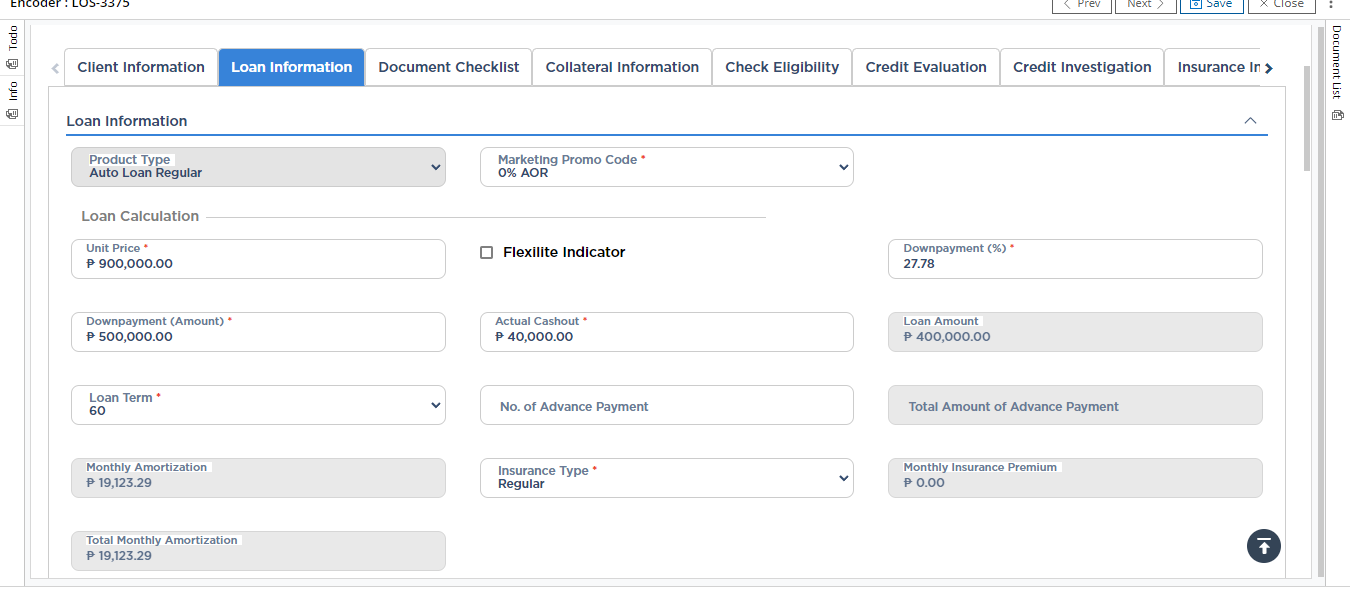 Encoder : LOS-3375
Prev
Next
Save
Close
Todo
Info
Document List
Client Information
Loan Information
Document Checklist
Collateral Information
Check Eligibility
Credit Evaluation
Credit Investigation
Insurance In
Loan Information
Product Type
Auto Loan Regular
Marketing Promo Code *
0% AOR
Loan Calculation
Unit Price *
₱ 900,000.00
Flexilite Indicator
Downpayment (%) *
27.78
Downpayment (Amount) *
₱ 500,000.00
Actual Cashout *
₱ 40,000.00
Loan Amount
₱ 400,000.00
Loan Term *
60
No. of Advance Payment
Total Amount of Advance Payment
Monthly Amortization
₱ 19,123.29
Insurance Type *
Regular
Monthly Insurance Premium
₱ 0.00
Total Monthly Amortization
₱ 19,123.29